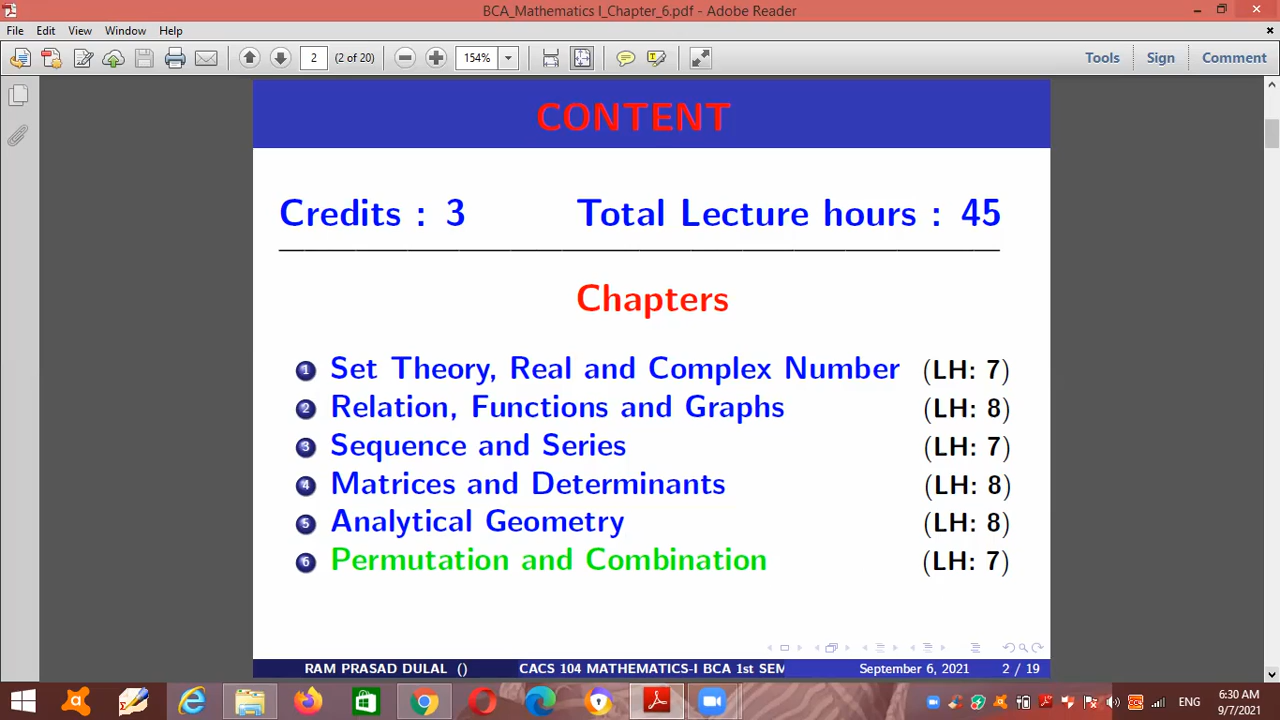 BCA_Mathematics I_Chapter_6.pdf - Adobe Reader
File Edit View Window Help
2 (2 of 20) 154% Tools Sign Comment
CONTENT
Credits : 3 Total Lecture hours : 45
Chapters
1 Set Theory, Real and Complex Number (LH: 7)
2 Relation, Functions and Graphs (LH: 8)
3 Sequence and Series (LH: 7)
4 Matrices and Determinants (LH: 8)
5 Analytical Geometry (LH: 8)
6 Permutation and Combination (LH: 7)
RAM PRASAD DULAL () CACS 104 MATHEMATICS-I BCA 1st SEM September 6, 2021 2 / 19
ENG 6:30 AM
9/7/2021